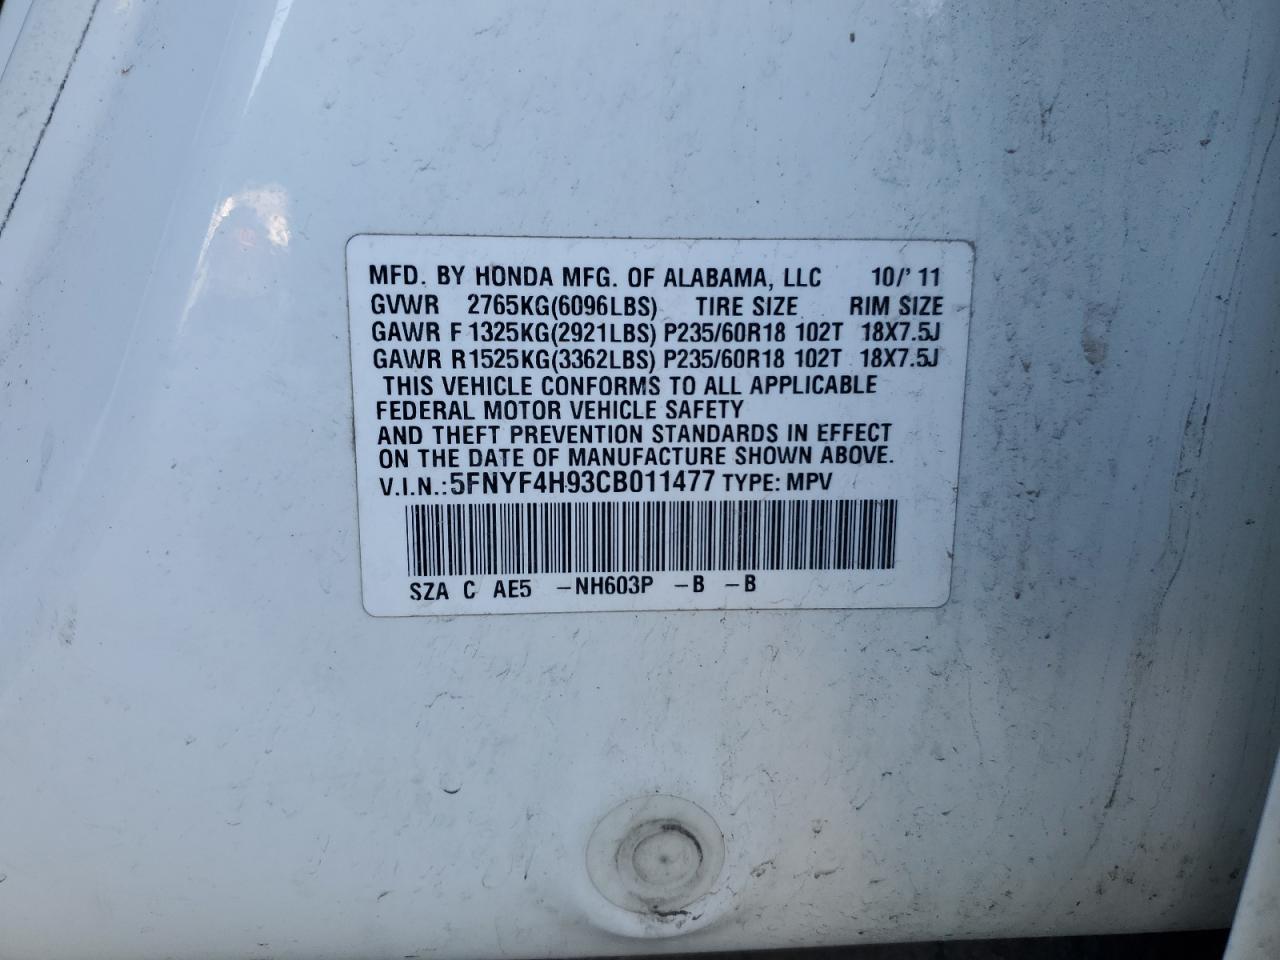 MFD. BY HONDA MFG. OF ALABAMA, LLC 10/'11
GVWR 2765KG(6096LBS) TIRE SIZE RIM SIZE
GAWR F 1325KG(2921LBS) P235/60R18 102T 18X7.5J
GAWR R1525KG(3362LBS) P235/60R18 102T 18X7.5J
THIS VEHICLE CONFORMS TO ALL APPLICABLE
FEDERAL MOTOR VEHICLE SAFETY
AND THEFT PREVENTION STANDARDS IN EFFECT
ON THE DATE OF MANUFACTURE SHOWN ABOVE.
V.I.N.:5FNYF4H93CB011477 TYPE: MPV
SZA C AE5 -NH603P -B -B